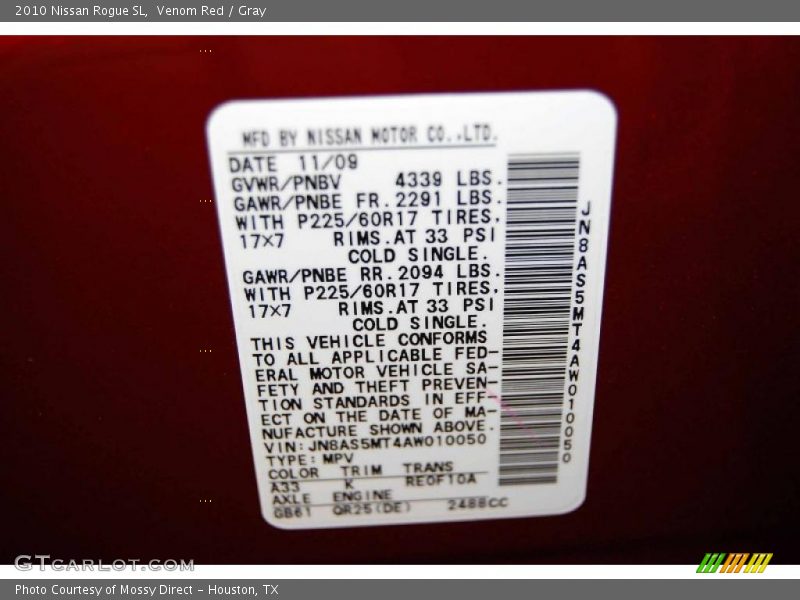 2010 Nissan Rogue SL, Venom Red / Gray
MFD BY NISSAN MOTOR CO.,LTD.
DATE 11/09
GVWR/PNBV 4339 LBS.
GAWR/PNBE FR. 2291 LBS.
WITH P225/60R17 TIRES,
17X7 RIMS.AT 33 PSI
COLD SINGLE.
GAWR/PNBE RR. 2094 LBS.
WITH P225/60R17 TIRES,
17X7 RIMS.AT 33 PSI
COLD SINGLE.
THIS VEHICLE CONFORMS
TO ALL APPLICABLE FED-
ERAL MOTOR VEHICLE SA-
FETY AND THEFT PREVEN-
TION STANDARDS IN EFF-
ECT ON THE DATE OF MA-
NUFACTURE SHOWN ABOVE.
VIN:JN8AS5MT4AW010050
TYPE:MPV
COLOR TRIM TRANS
A33 K RE0F10A
AXLE ENGINE
GB61 QR25(DE) 2488CC
JN8AS5MT4AW010050
GTcarlot.com
Photo Courtesy of Mossy Direct - Houston, TX